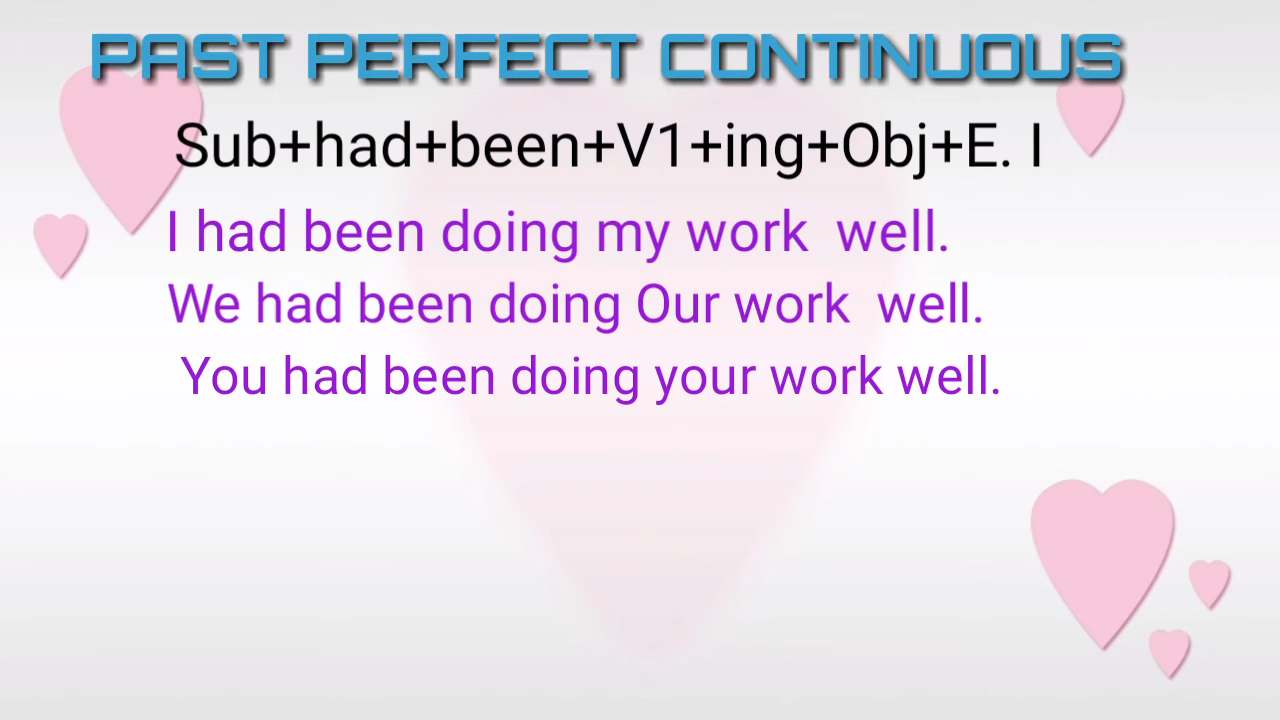 PAST PERFECT CONTINUOUS
Sub+had+been+V1+ing+Obj+E. I
I had been doing my work  well.
We had been doing Our work  well.
You had been doing your work well.